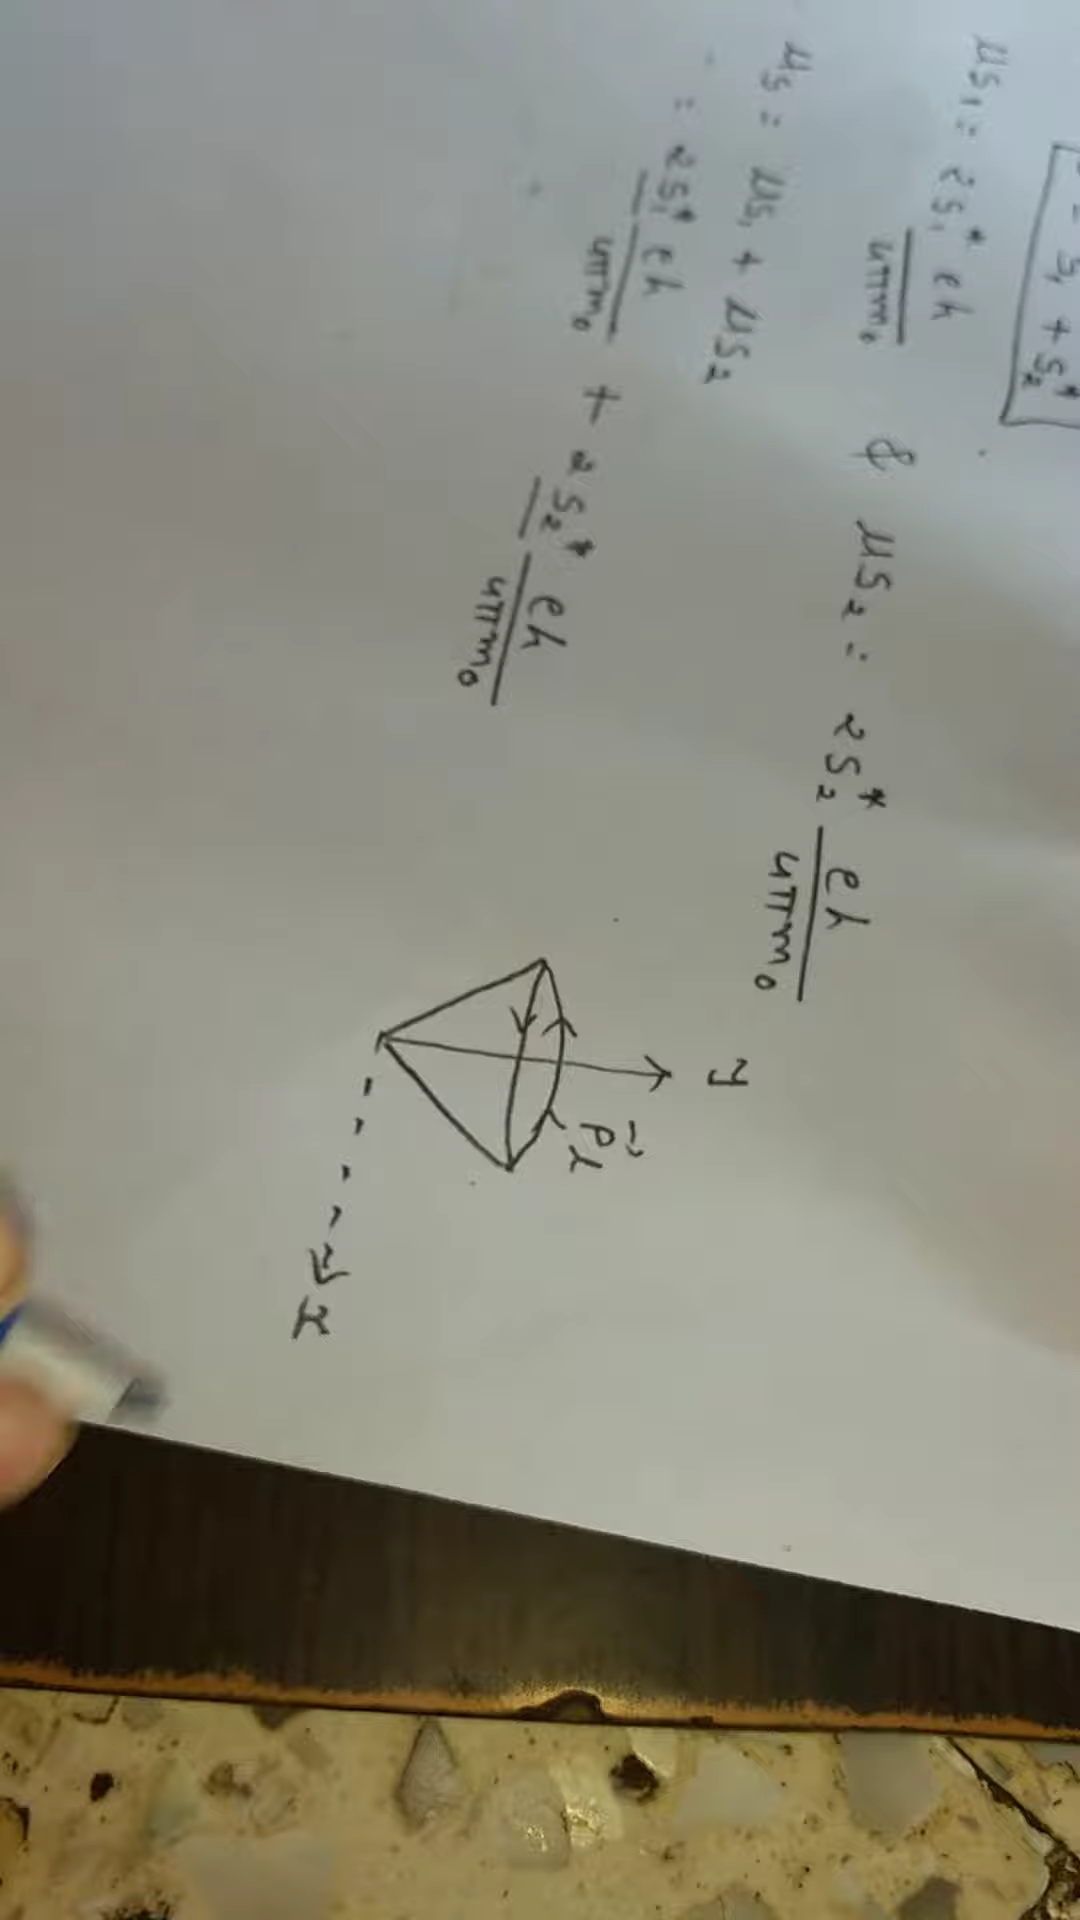 = S₁ + S₂*
μs₁ = 2S₁* eh/4πm₀ & μs₂ = 2S₂* eh/4πm₀
μs = μs₁ + μs₂
= 2S₁* eh/4πm₀ + 2S₂* eh/4πm₀
y
x